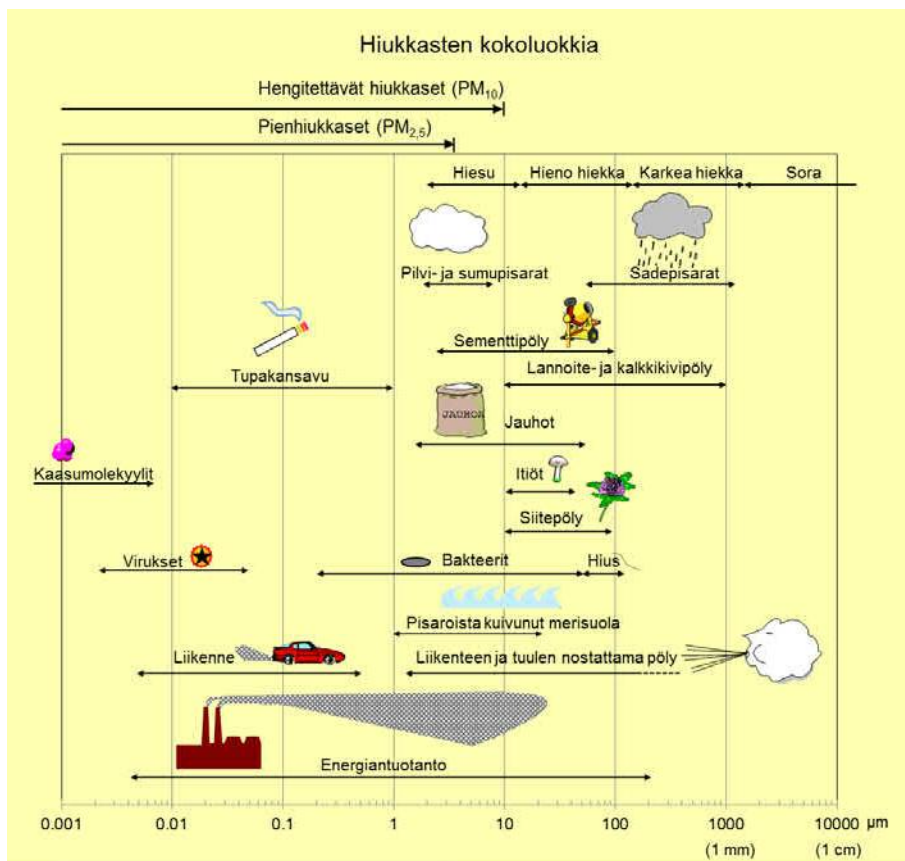 Hiukkasten kokoluokkia
Hengitettävät hiukkaset (PM10)
Pienhiukkaset (PM2,5)
Hiesu Hieno hiekka Karkea hiekka Sora
Pilvi- ja sumupisarat Sadepisarat
Sementtipöly
Lannoite- ja kalkkikivipöly
Tupakansavu
JAUHOA
Jauhot
Kaasumolekyylit
Itiöt
Siitepöly
Virukset Bakteerit Hius
Pisaroista kuivunut merisuola
Liikenne Liikenteen ja tuulen nostattama pöly
Energiantuotanto
0.001 0.01 0.1 1 10 100 1000 10000 µm
(1 mm) (1 cm)